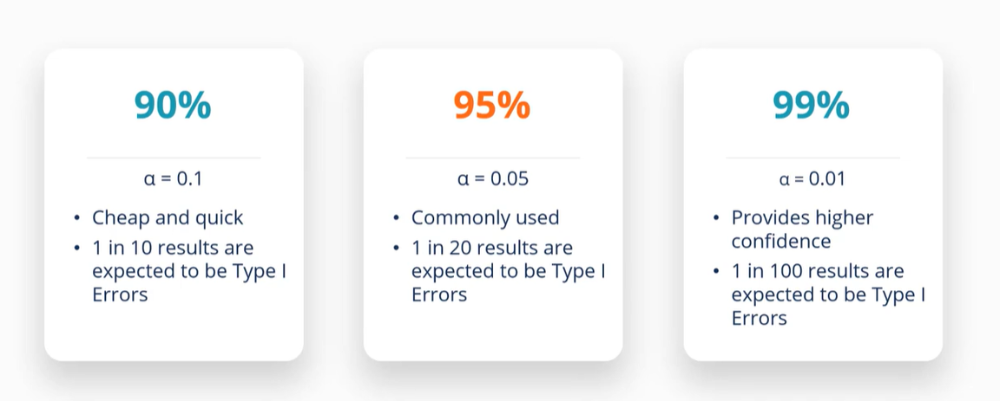 90%
α = 0.1
• Cheap and quick
• 1 in 10 results are
expected to be Type I
Errors
95%
α = 0.05
• Commonly used
• 1 in 20 results are
expected to be Type I
Errors
99%
α = 0.01
• Provides higher
confidence
• 1 in 100 results are
expected to be Type I
Errors